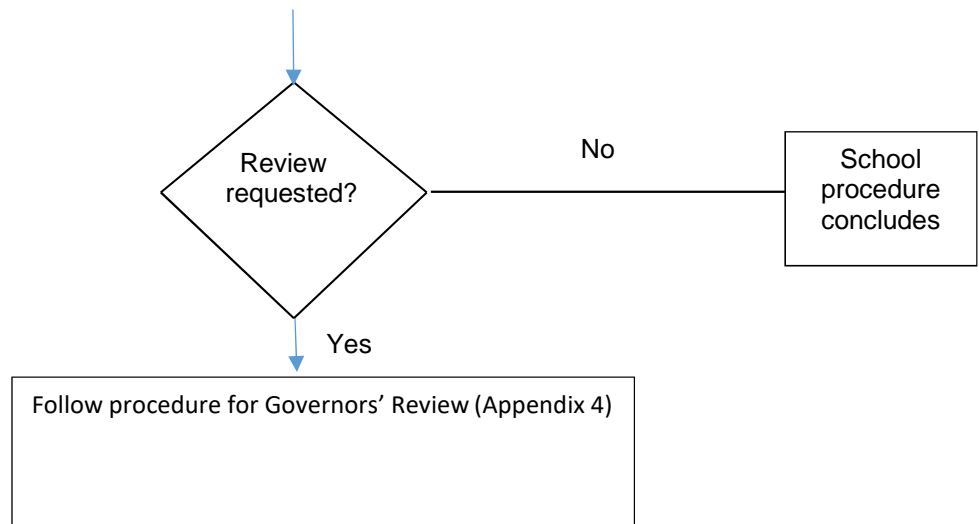 Review
requested?
No
School
procedure
concludes
Yes
Follow procedure for Governors’ Review (Appendix 4)